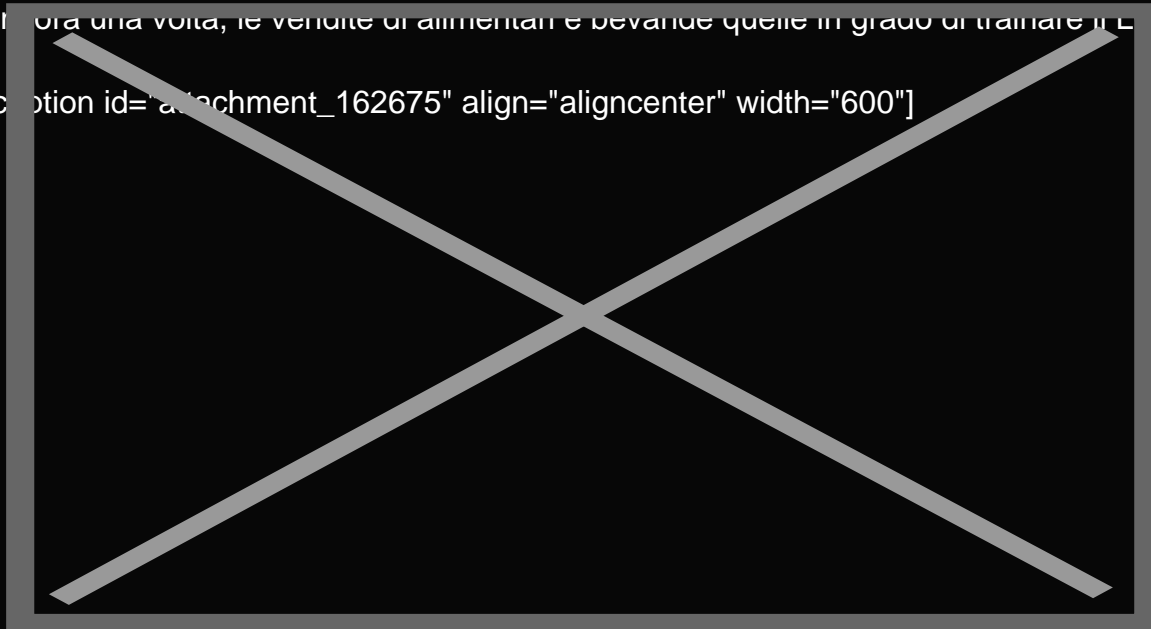 ora una volta, le vendite di alimentari e bevande quelle in grado di trainare il
ption id="attachment_162675" align="aligncenter" width="600"]